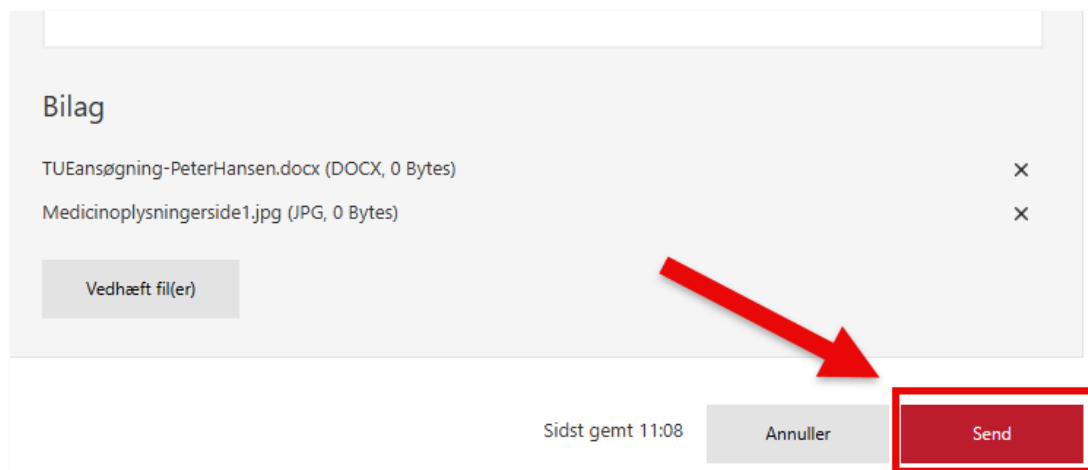 Bilag
TUEansøgning-PeterHansen.docx (DOCX, 0 Bytes)
Medicinoplysningerside1.jpg (JPG, 0 Bytes)
Vedhæft fil(er)
Sidst gemt 11:08 Annuller Send